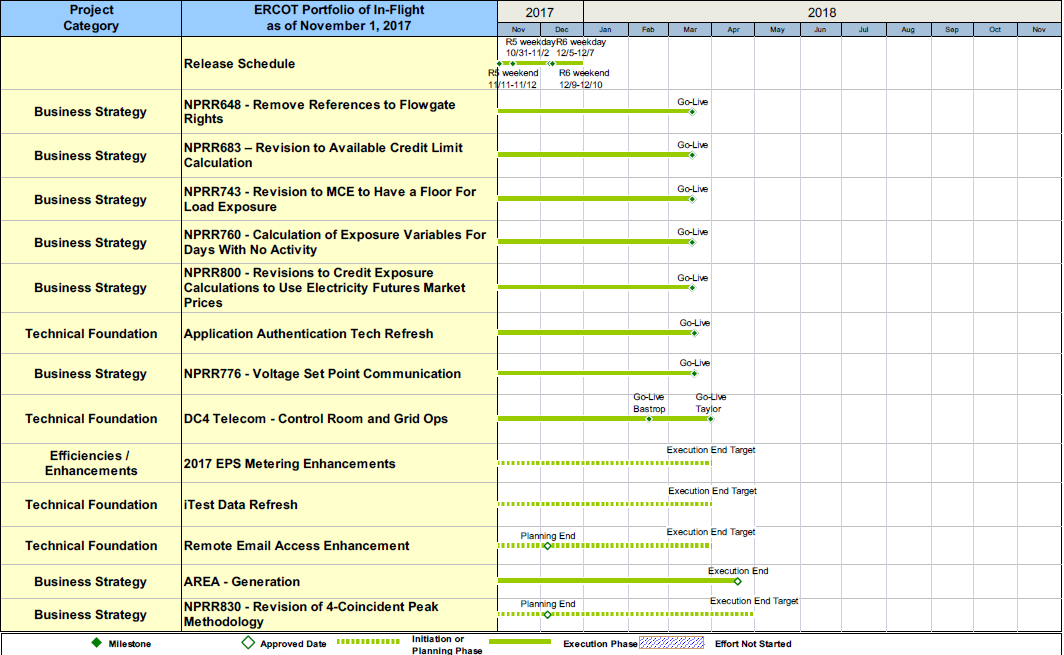 Project
Category
ERCOT Portfolio of In-Flight
as of November 1, 2017
2017
2018
Nov Dec Jan Feb Mar Apr May Jun Jul Aug Sep Oct Nov
Release Schedule
R5 weekday R6 weekday
10/31-11/2 12/5-12/7
R5 weekend R6 weekend
11/11-11/12 12/9-12/10
Business Strategy
NPRR648 - Remove References to Flowgate
Rights
Go-Live
Business Strategy
NPRR683 – Revision to Available Credit Limit
Calculation
Go-Live
Business Strategy
NPRR743 - Revision to MCE to Have a Floor For
Load Exposure
Go-Live
Business Strategy
NPRR760 - Calculation of Exposure Variables For
Days With No Activity
Go-Live
Business Strategy
NPRR800 - Revisions to Credit Exposure
Calculations to Use Electricity Futures Market
Prices
Go-Live
Technical Foundation
Application Authentication Tech Refresh
Go-Live
Business Strategy
NPRR776 - Voltage Set Point Communication
Go-Live
Technical Foundation
DC4 Telecom - Control Room and Grid Ops
Go-Live
Bastrop
Go-Live
Taylor
Efficiencies /
Enhancements
2017 EPS Metering Enhancements
Execution End Target
Technical Foundation
iTest Data Refresh
Execution End Target
Technical Foundation
Remote Email Access Enhancement
Planning End
Execution End Target
Business Strategy
AREA - Generation
Execution End
Business Strategy
NPRR830 - Revision of 4-Coincident Peak
Methodology
Planning End
Execution End Target
Milestone
Approved Date
Initiation or
Planning Phase
Execution Phase
Effort Not Started